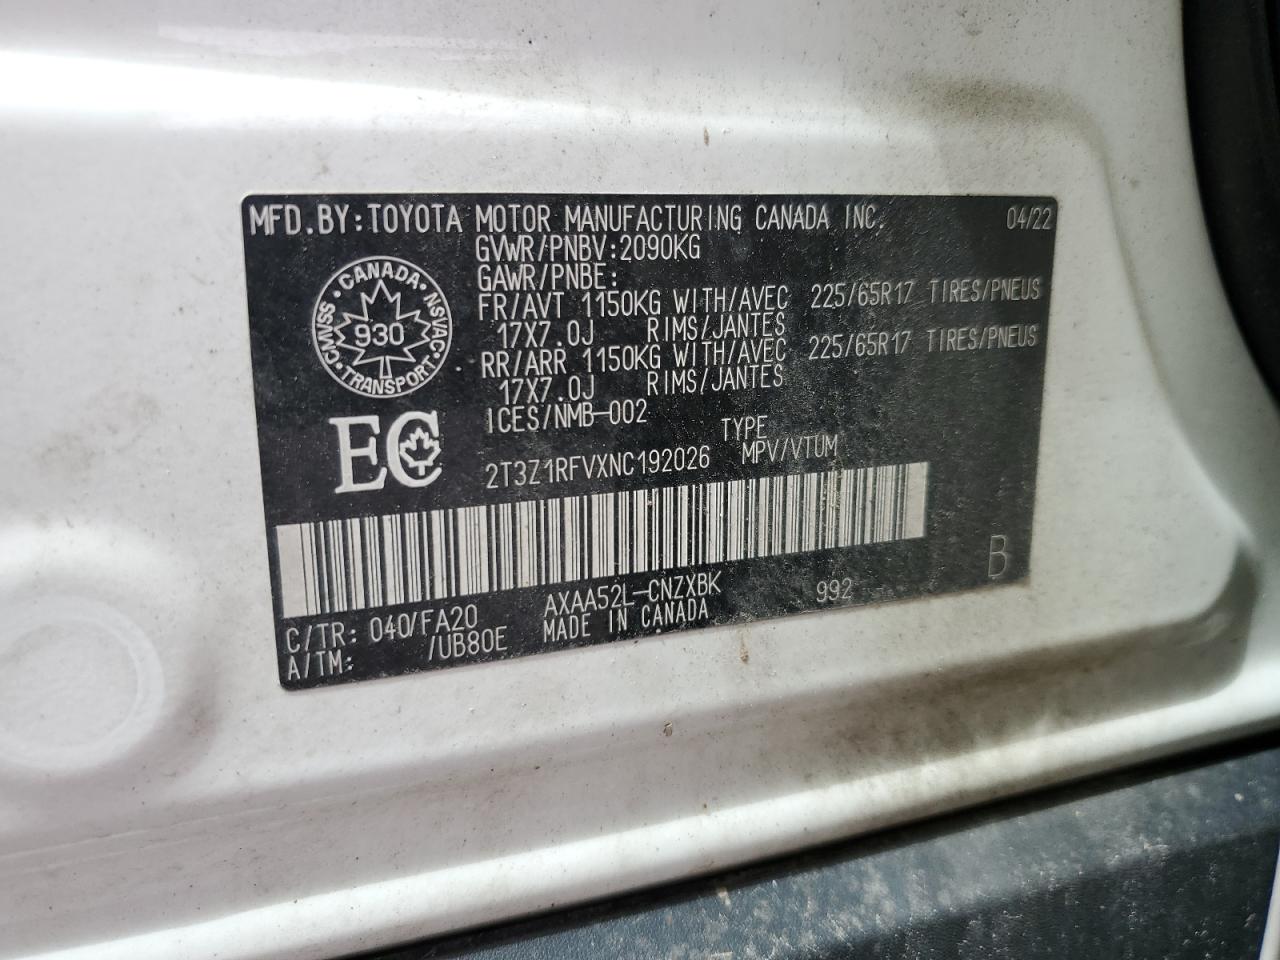 MFD.BY:TOYOTA MOTOR MANUFACTURING CANADA INC. 04/22
GVWR/PNBV:2090KG
GAWR/PNBE:
FR/AVT 1150KG WITH/AVEC 225/65R17 TIRES/PNEUS
17X7.0J RIMS/JANTES
RR/ARR 1150KG WITH/AVEC 225/65R17 TIRES/PNEUS
17X7.0J RIMS/JANTES
ICES/NMB-002
CANADA
CMVSS 930 NSVAC
TRANSPORT
EC
TYPE
2T3Z1RFVXNC192026 MPV/VTUM
B
C/TR: 040/FA20 AXAA52L-CNZXBK 992
A/TM: /UB80E MADE IN CANADA